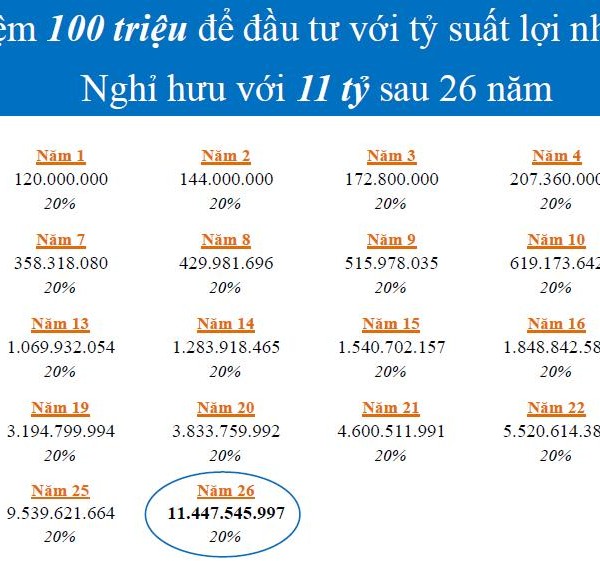 100 triệu để đầu tư với tỷ suất lợi
Nghỉ hưu với 11 tỷ sau 26 năm
Năm 1 Năm 2 Năm 3 Năm 4
120.000.000 144.000.000 172.800.000 207.360.000
20% 20% 20% 20%
Năm 7 Năm 8 Năm 9 Năm 10
358.318.080 429.981.696 515.978.035 619.173.642
20% 20% 20% 20%
Năm 13 Năm 14 Năm 15 Năm 16
1.069.932.054 1.283.918.465 1.540.702.157 1.848.842.58
20% 20% 20% 20%
Năm 19 Năm 20 Năm 21 Năm 22
3.194.799.994 3.833.759.992 4.600.511.991 5.520.614.38
20% 20% 20% 20%
Năm 25 Năm 26
9.539.621.664 11.447.545.997
20% 20%